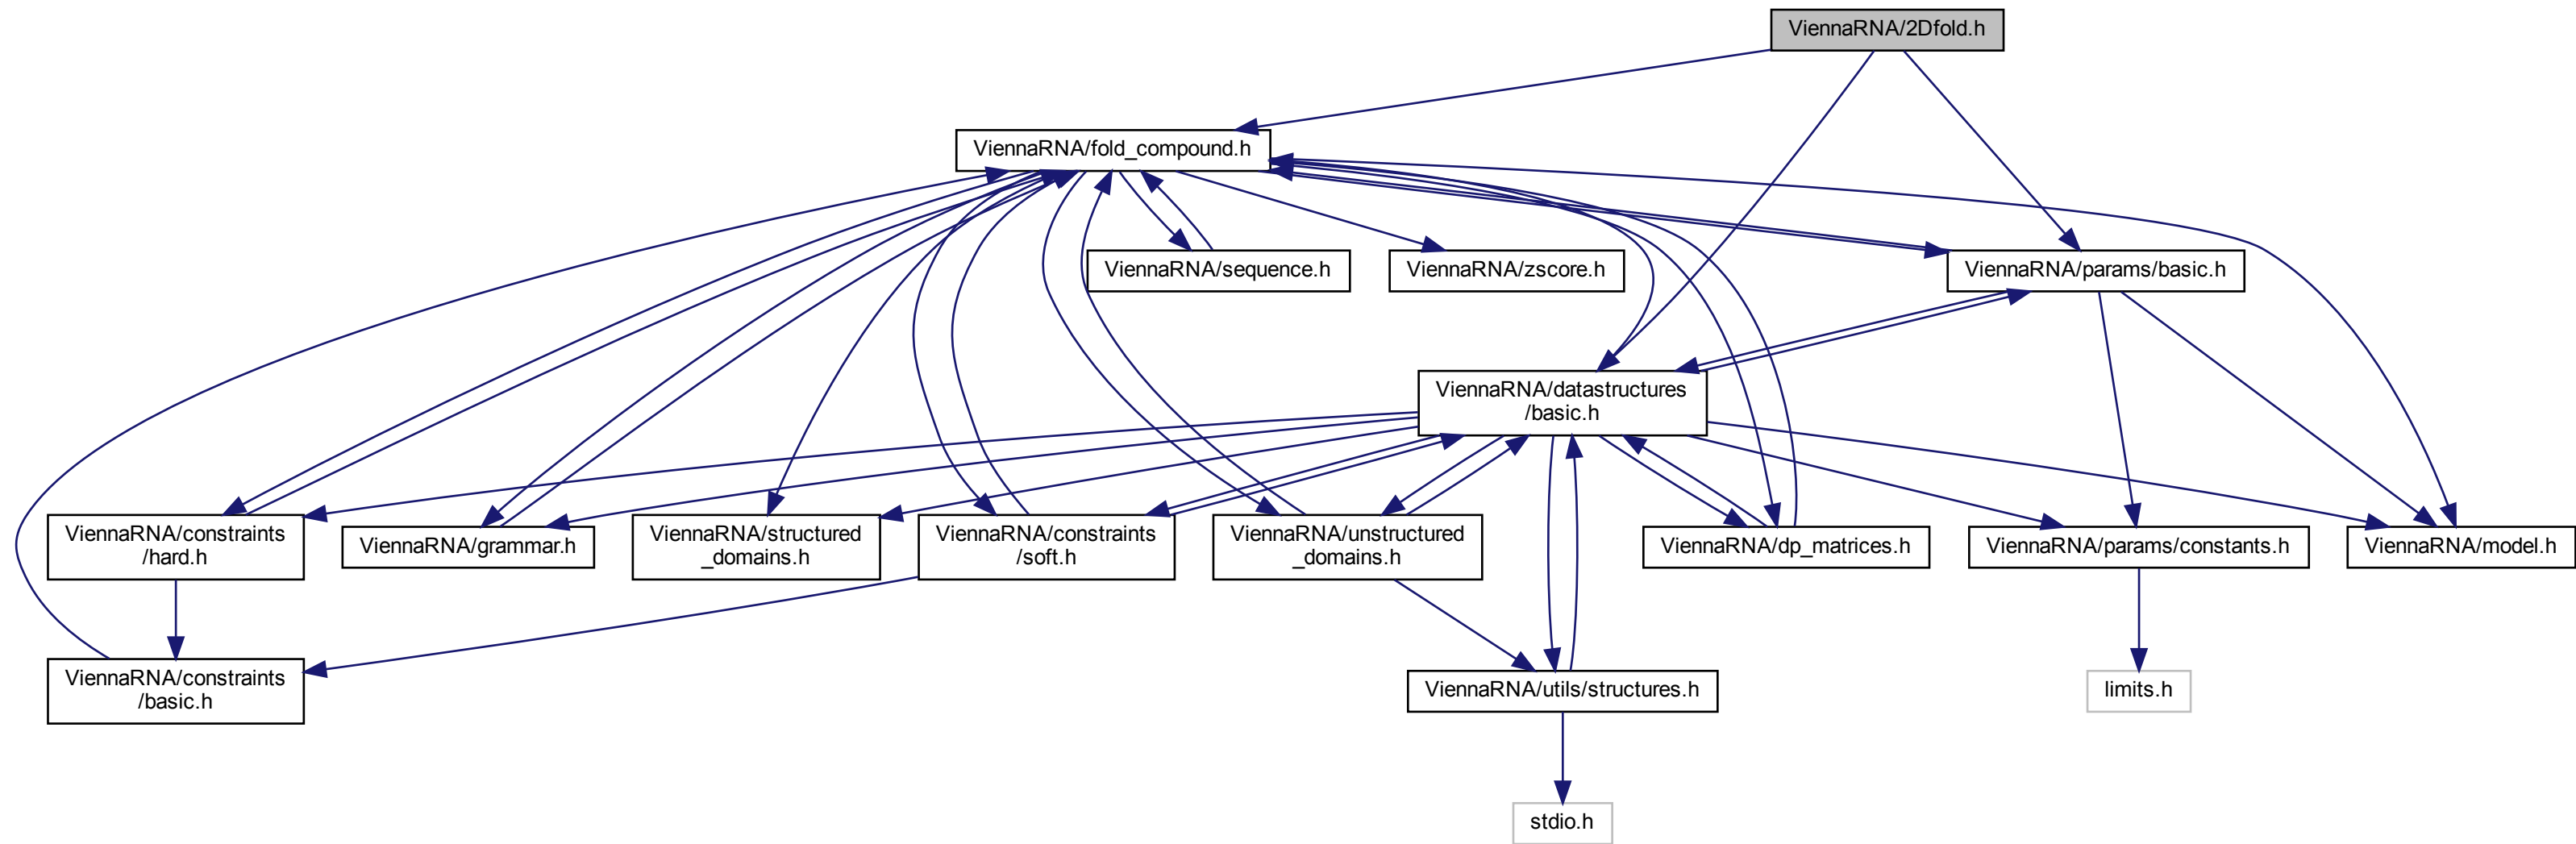 ViennaRNA/2Dfold.h
ViennaRNA/fold_compound.h
ViennaRNA/sequence.h
ViennaRNA/zscore.h
ViennaRNA/params/basic.h
ViennaRNA/datastructures
/basic.h
ViennaRNA/constraints
/hard.h
ViennaRNA/grammar.h
ViennaRNA/structured
_domains.h
ViennaRNA/constraints
/soft.h
ViennaRNA/unstructured
_domains.h
ViennaRNA/dp_matrices.h
ViennaRNA/params/constants.h
ViennaRNA/model.h
ViennaRNA/constraints
/basic.h
ViennaRNA/utils/structures.h
limits.h
stdio.h